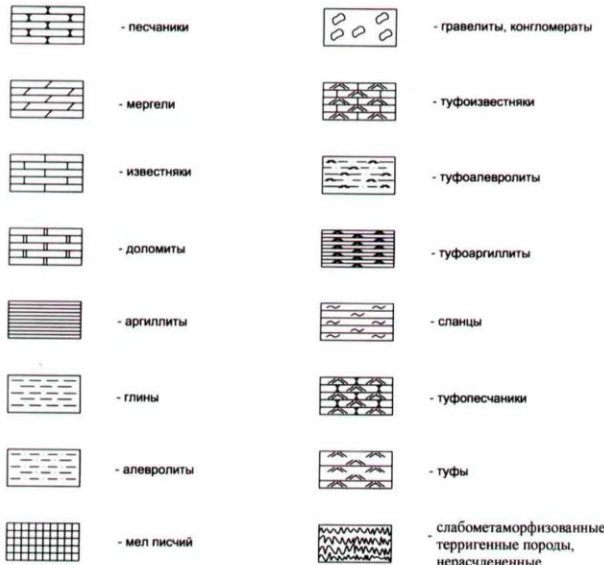 - песчаники
- мергели
- известняки
- доломиты
- аргиллиты
- глины
- алевролиты
- мел писчий
- гравелиты, конгломераты
- туфоизвестняки
- туфоалевролиты
- туфоаргиллиты
- сланцы
- туфопесчаники
- туфы
- слабометаморфизованные
терригенные породы,
нерасчлененные